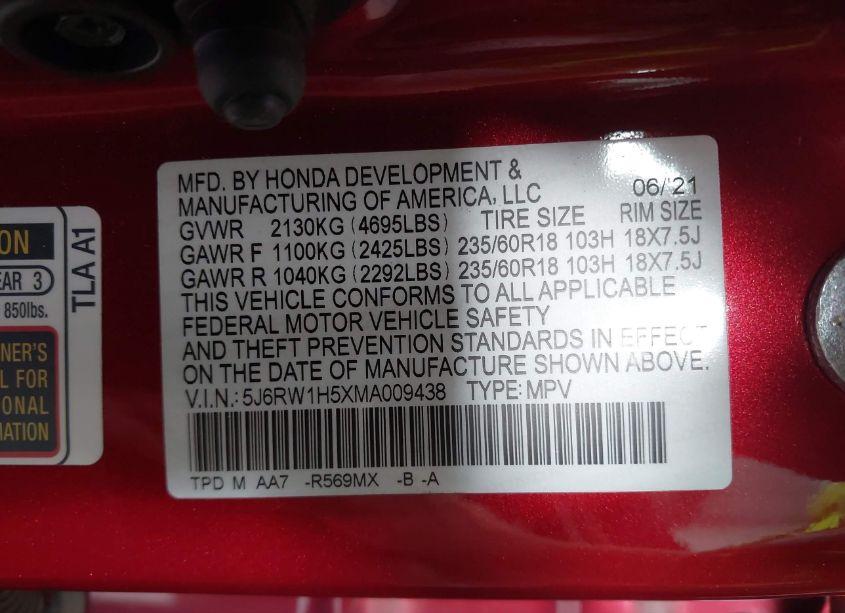 MFD. BY HONDA DEVELOPMENT &
MANUFACTURING OF AMERICA, LLC 06/'21
GVWR 2130KG (4695LBS) TIRE SIZE RIM SIZE
GAWR F 1100KG (2425LBS) 235/60R18 103H 18X7.5J
GAWR R 1040KG (2292LBS) 235/60R18 103H 18X7.5J
THIS VEHICLE CONFORMS TO ALL APPLICABLE
FEDERAL MOTOR VEHICLE SAFETY
AND THEFT PREVENTION STANDARDS IN EFFECT
ON THE DATE OF MANUFACTURE SHOWN ABOVE.
V.I.N.: 5J6RW1H5XMA009438 TYPE: MPV
TPD M AA7 -R569MX -B -A
TLA A1
ON
EAR 3
850lbs.
NER'S
L FOR
IONAL
MATION